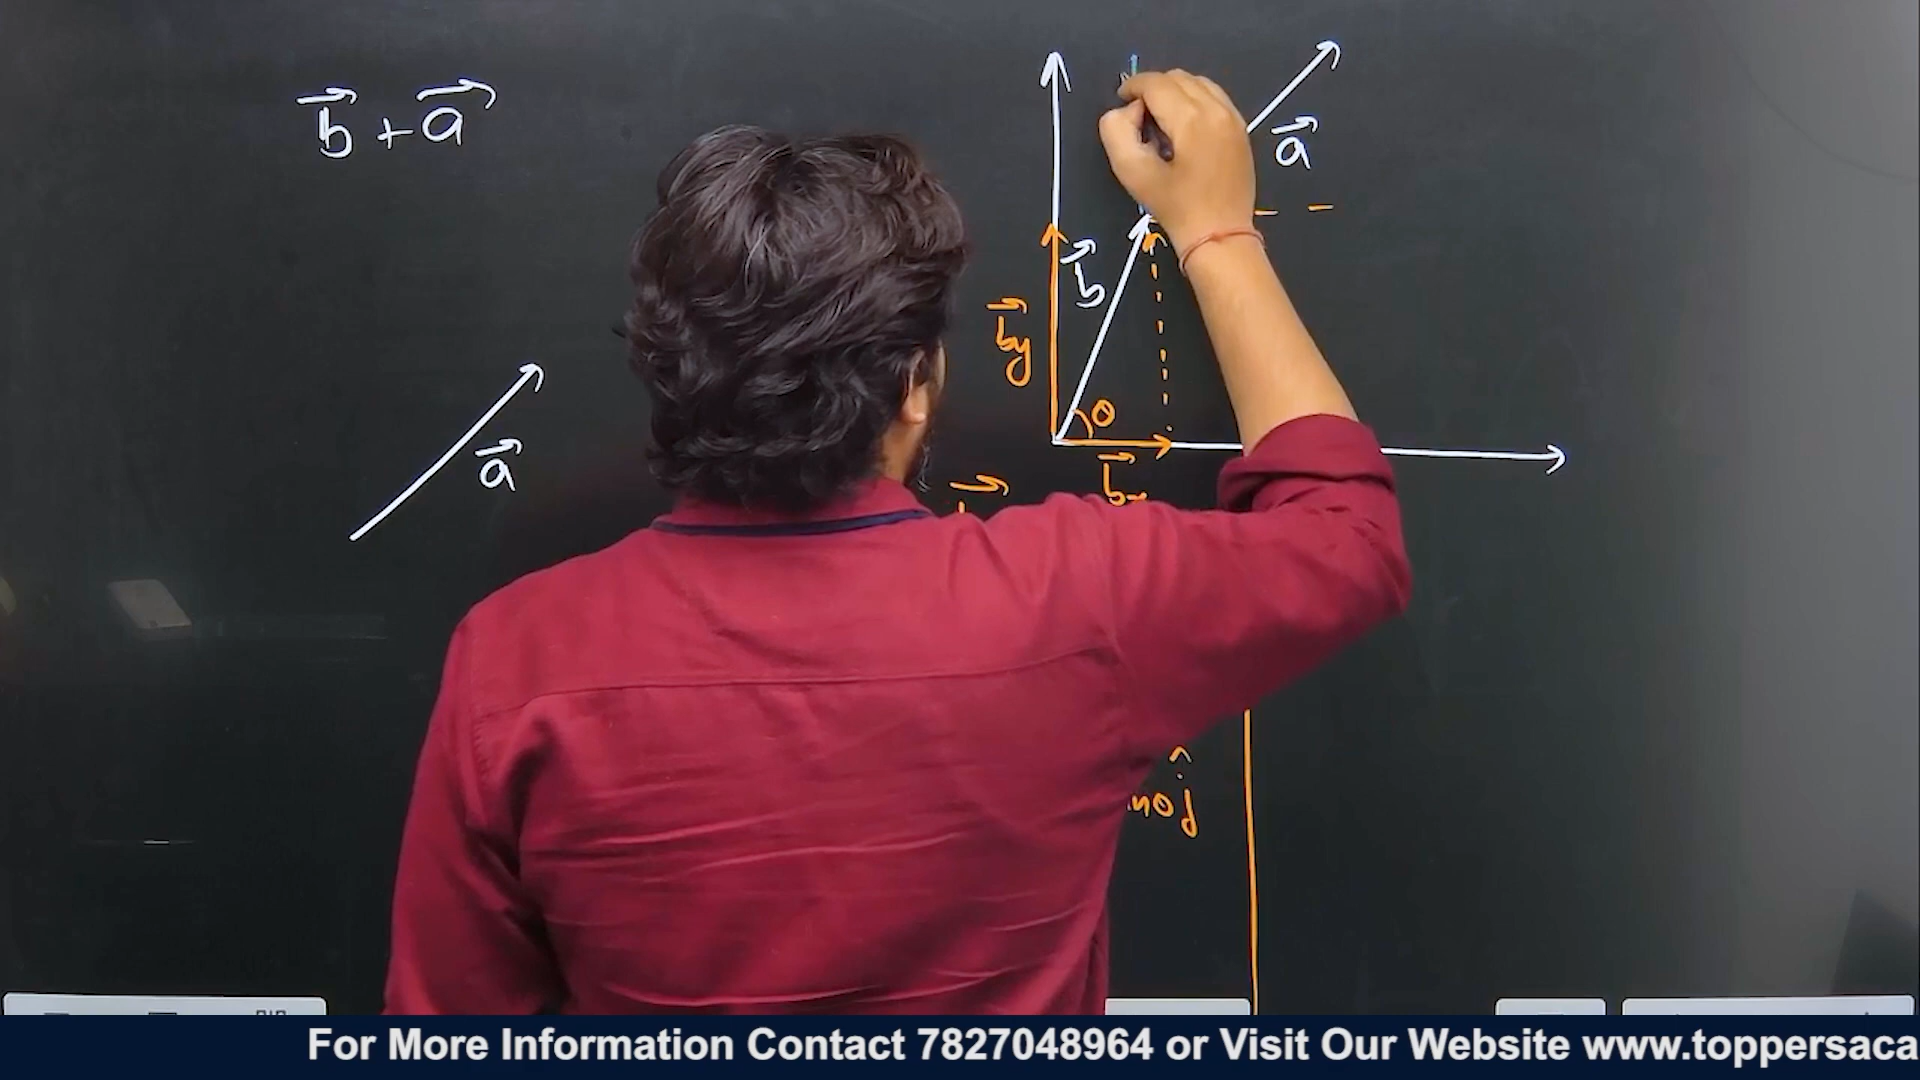 b⃗ + a⃗
a⃗
b⃗
b⃗y
θ
b⃗x
a⃗
ĵ
For More Information Contact 7827048964 or Visit Our Website www.toppersaca